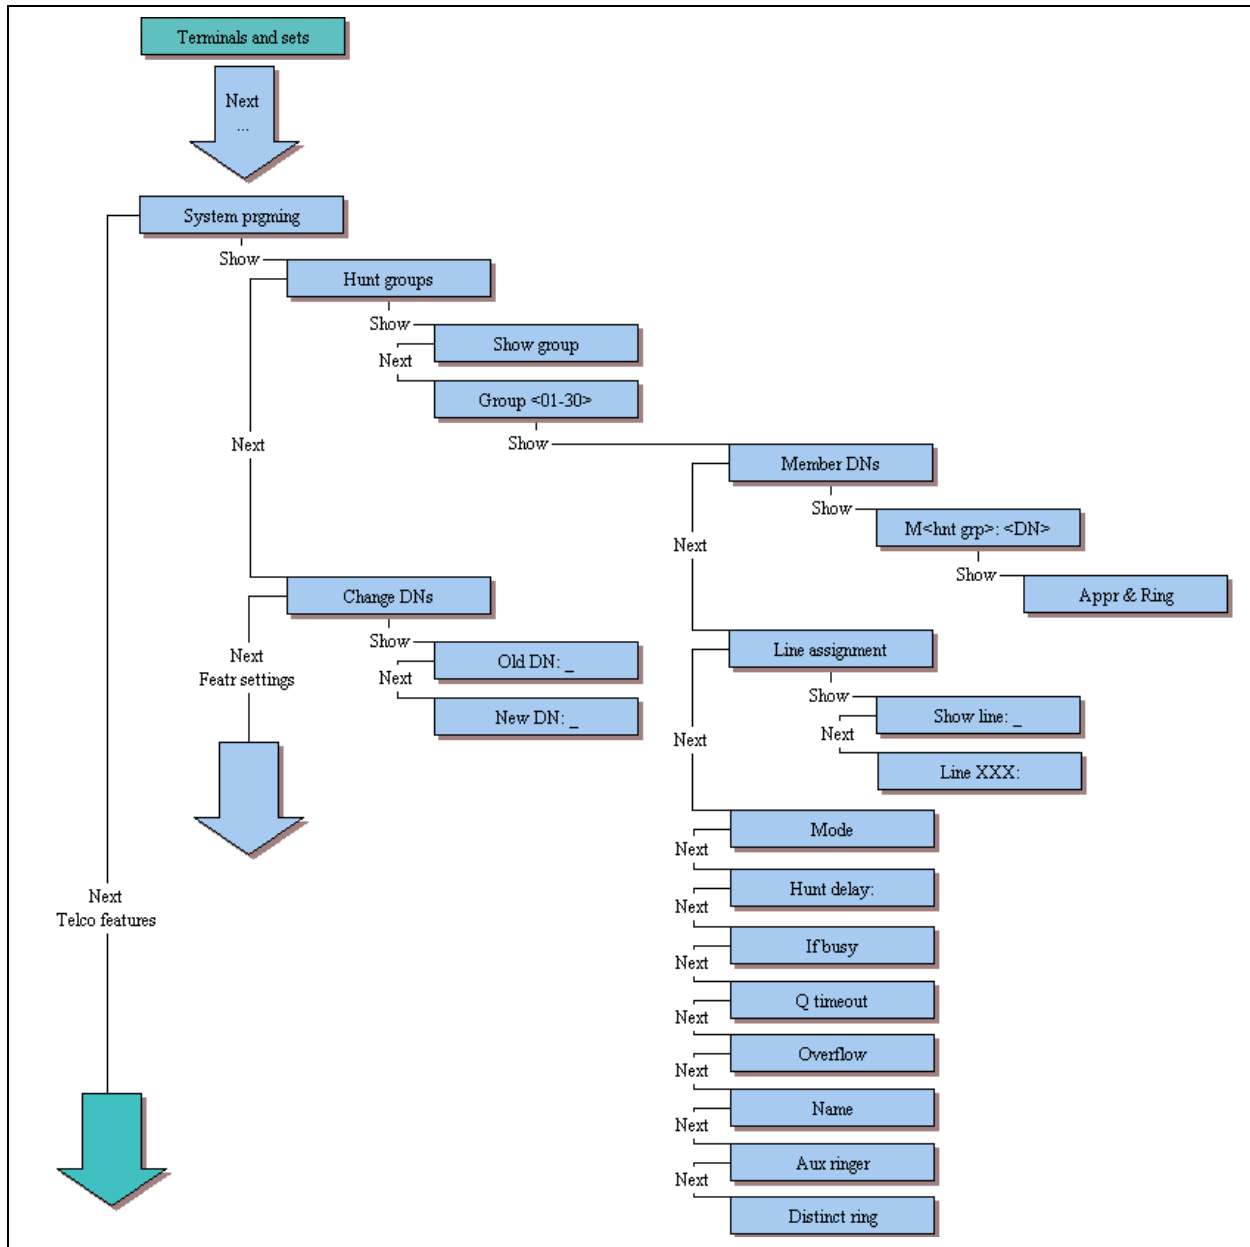 Terminals and sets
Next
...
System prgming
Show
Hunt groups
Show
Show group
Next
Group <01-30>
Show
Next
Member DNs
Show
M<hnt grp>: <DN>
Show
Appr & Ring
Next
Change DNs
Show
Old DN: _
Next
New DN: _
Next
Featr settings
Line assignment
Show
Show line: _
Next
Line XXX:
Next
Mode
Next
Hunt delay:
Next
If busy
Next
Q timeout
Next
Overflow
Next
Name
Next
Aux ringer
Next
Distinct ring
Next
Telco features